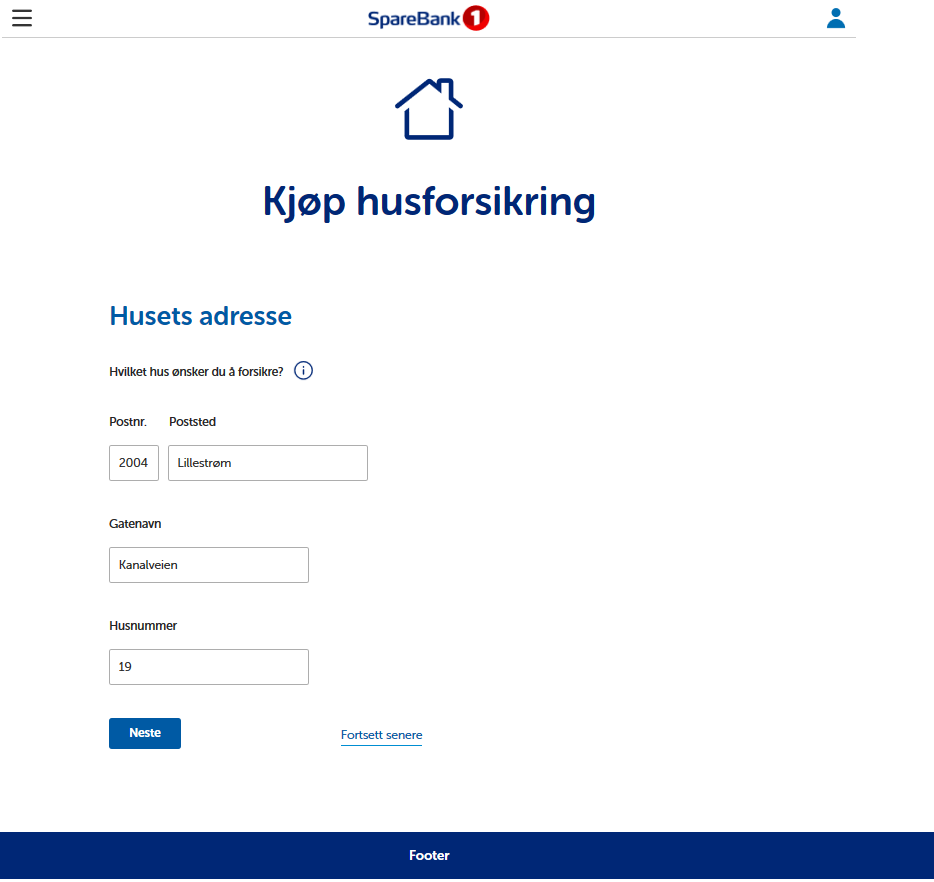 SpareBank 1
Kjøp husforsikring
Husets adresse
Hvilket hus ønsker du å forsikre? i
Postnr. Poststed
2004 Lillestrøm
Gatenavn
Kanalveien
Husnummer
19
Neste Fortsett senere
Footer